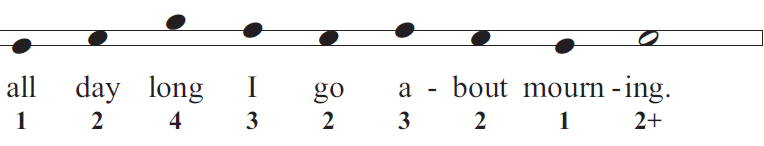 all day long I go a - bout mourn - ing.
1 2 4 3 2 3 2 1 2+